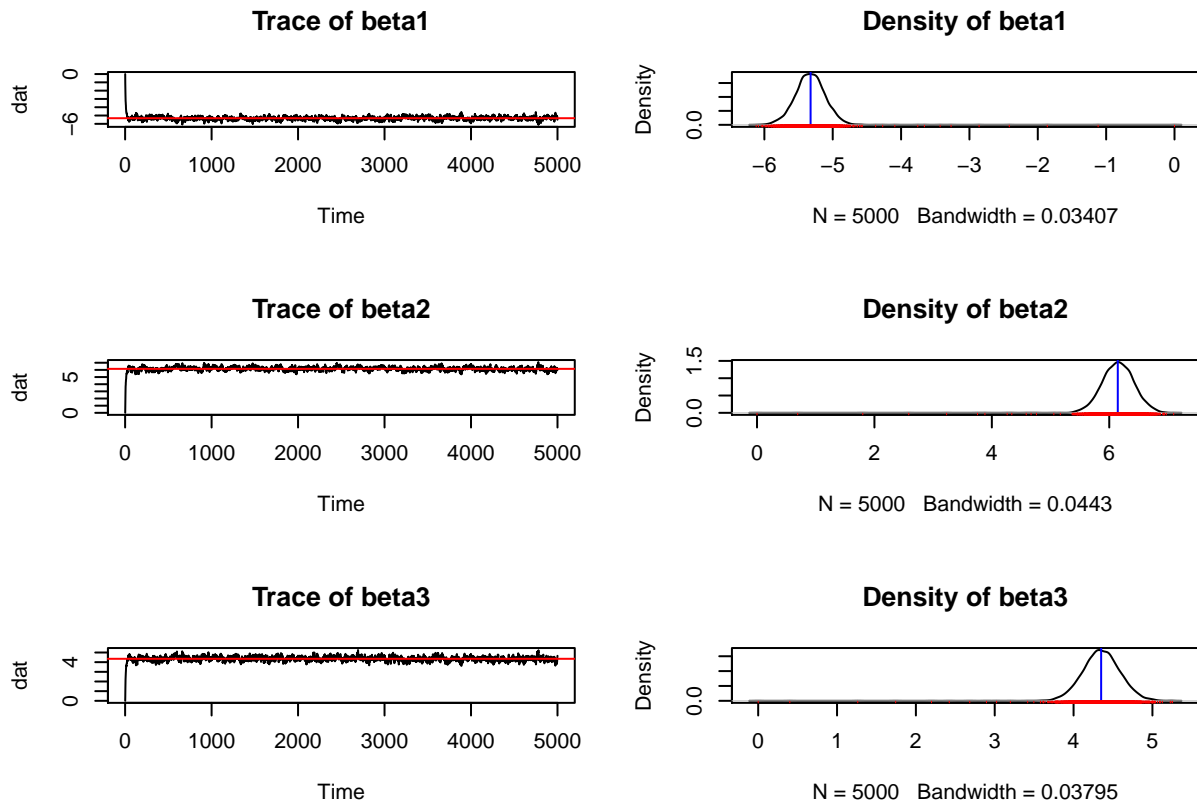 Trace of beta1
dat
0
−6
0 1000 2000 3000 4000 5000
Time
Density of beta1
Density
0.0
−6 −5 −4 −3 −2 −1 0
N = 5000 Bandwidth = 0.03407
Trace of beta2
dat
5
0
0 1000 2000 3000 4000 5000
Time
Density of beta2
Density
1.5
0.0
0 2 4 6
N = 5000 Bandwidth = 0.0443
Trace of beta3
dat
4
0
0 1000 2000 3000 4000 5000
Time
Density of beta3
Density
0.0
0 1 2 3 4 5
N = 5000 Bandwidth = 0.03795